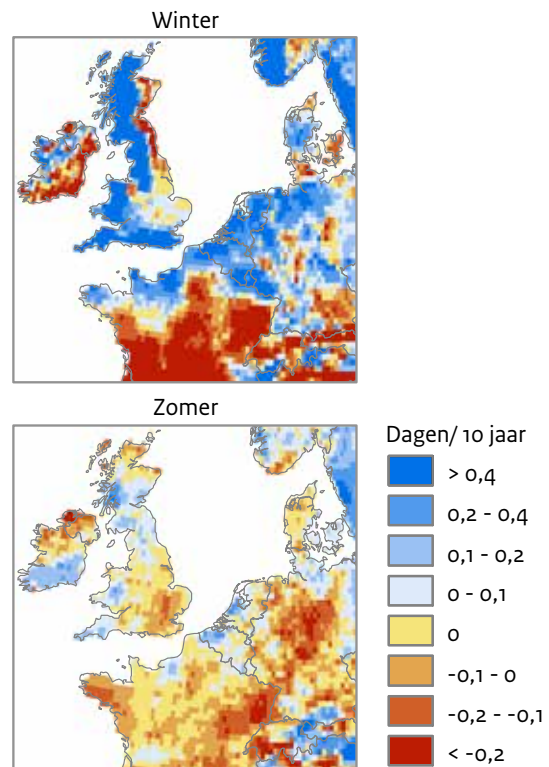 Winter
Zomer
Dagen/ 10 jaar
> 0,4
0,2 - 0,4
0,1 - 0,2
0 - 0,1
0
-0,1 - 0
-0,2 - -0,1
< -0,2